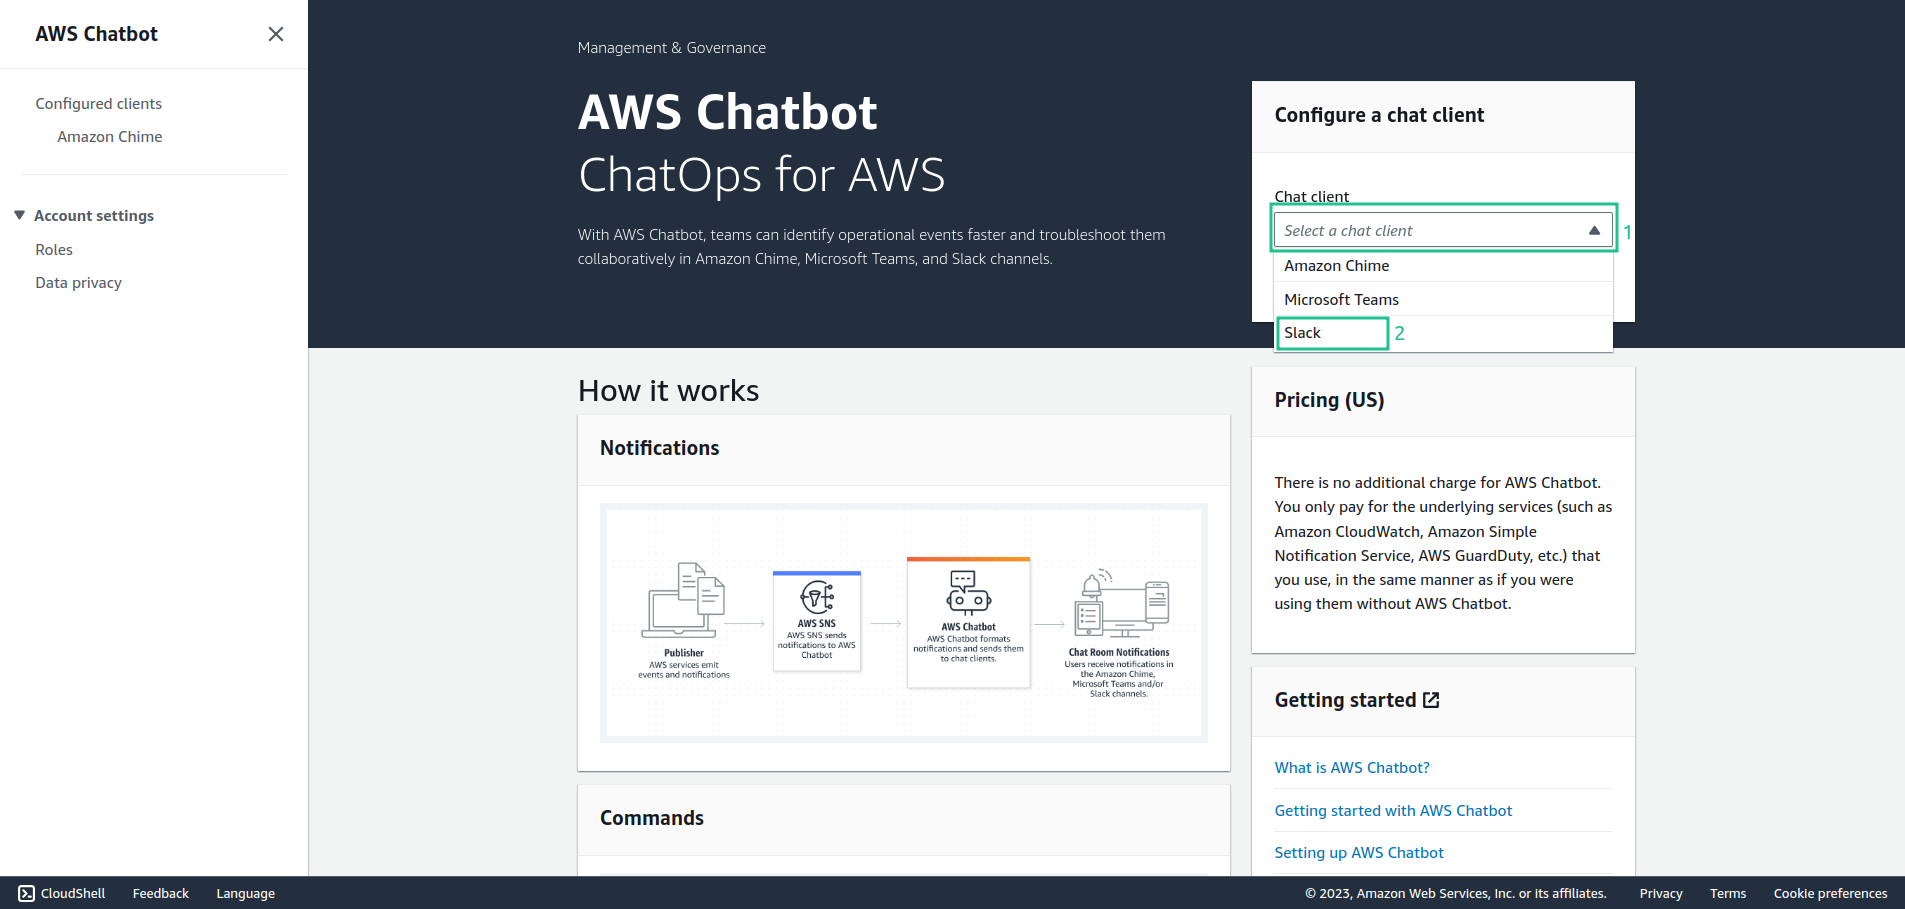 AWS Chatbot
Configured clients
Amazon Chime
Account settings
Roles
Data privacy
Management & Governance
AWS Chatbot
ChatOps for AWS
With AWS Chatbot, teams can identify operational events faster and troubleshoot them
collaboratively in Amazon Chime, Microsoft Teams, and Slack channels.
Configure a chat client
Chat client
Select a chat client
1
Amazon Chime
Microsoft Teams
Slack
2
How it works
Notifications
Publisher
AWS services emit
events and notifications
AWS SNS
AWS SNS sends
notifications to AWS
Chatbot
AWS Chatbot
AWS Chatbot formats
notifications and sends them
to chat clients.
Chat Room Notifications
Users receive notifications in
the Amazon Chime,
Microsoft Teams and/or
Slack channels.
Commands
Pricing (US)
There is no additional charge for AWS Chatbot.
You only pay for the underlying services (such as
Amazon CloudWatch, Amazon Simple
Notification Service, AWS GuardDuty, etc.) that
you use, in the same manner as if you were
using them without AWS Chatbot.
Getting started
What is AWS Chatbot?
Getting started with AWS Chatbot
Setting up AWS Chatbot
CloudShell Feedback Language
© 2023, Amazon Web Services, Inc. or its affiliates. Privacy Terms Cookie preferences